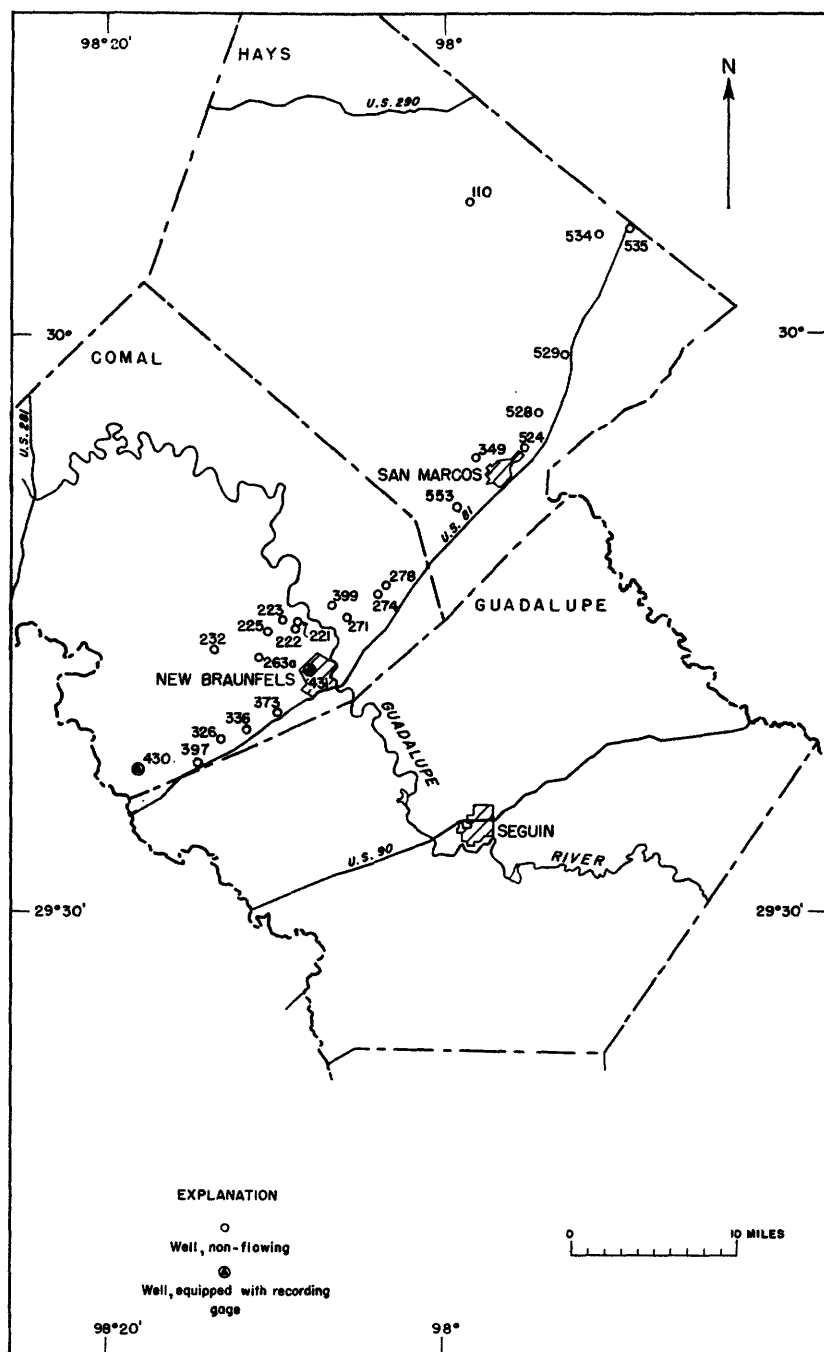 98°20' 98°
HAYS
N
U.S. 290
110
534 535
30° 30°
COMAL
529
528
U.S. 281
524
349
SAN MARCOS
553
U.S. 81
278
399 274
GUADALUPE
223 271
225 221
232 222
263a
NEW BRAUNFELS
431
373
336
326
GUADALUPE
430 397
SEGUIN
U.S. 90
RIVER
29°30' 29°30'
EXPLANATION
Well, non-flowing
0 10 MILES
Well, equipped with recording
gage
98°20' 98°